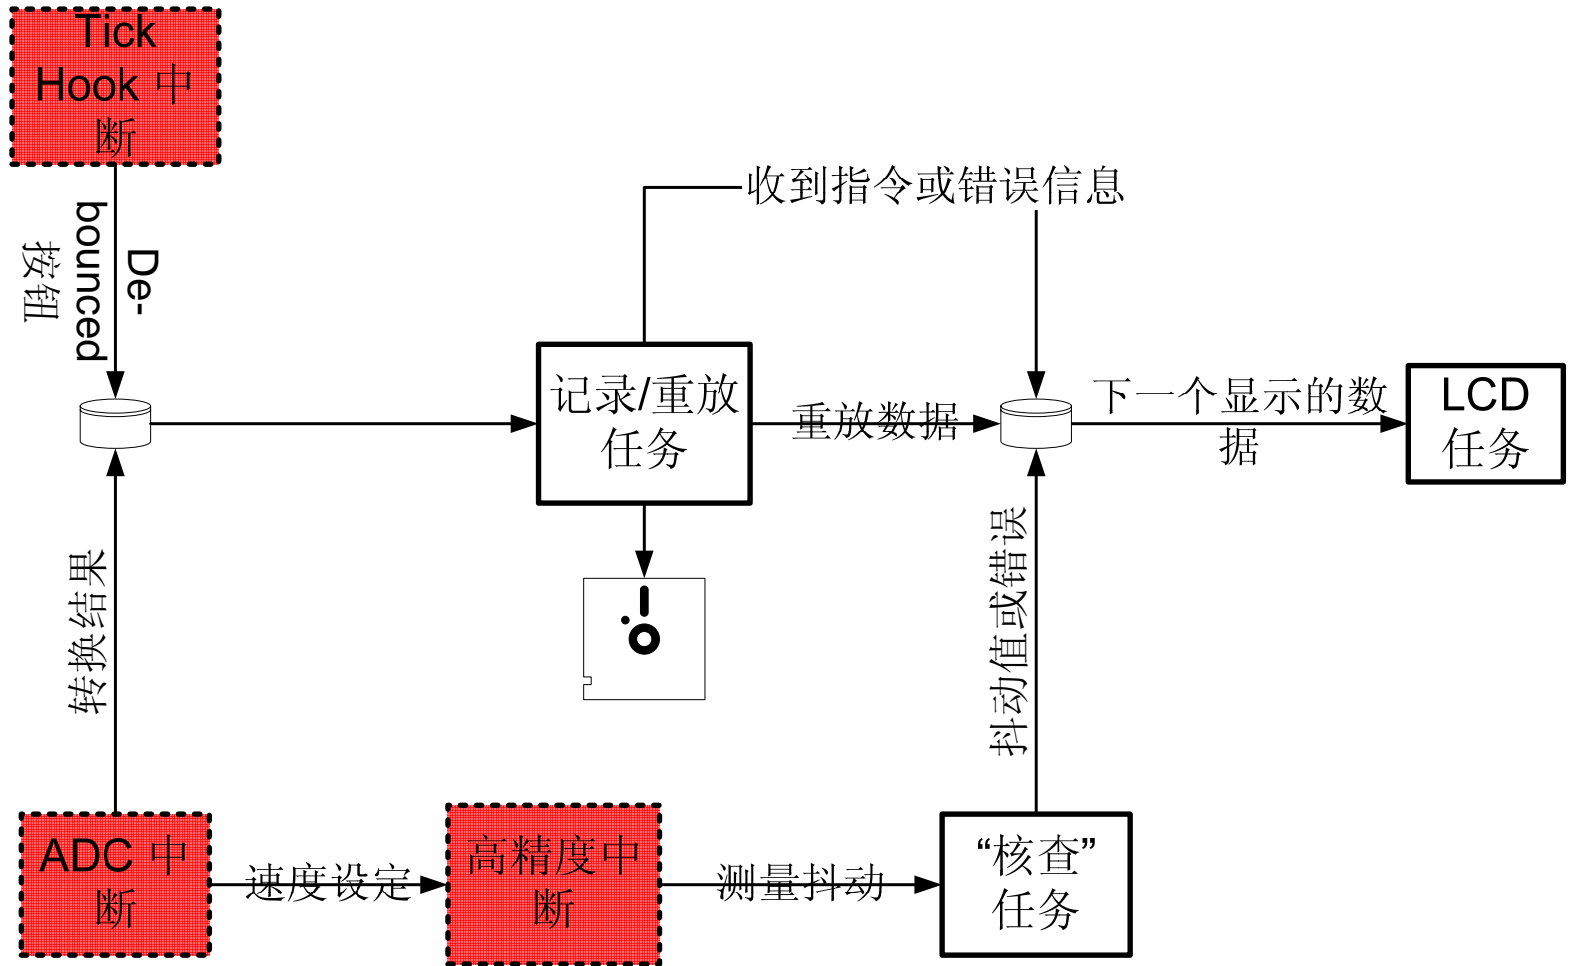 Tick
Hook 中
断
De-
bounced
按钮
收到指令或错误信息
记录/重放
任务
重放数据
下一个显示的数
据
LCD
任务
转换结果
抖动值或错误
ADC 中
断
速度设定
高精度中
断
测量抖动
“核查”
任务